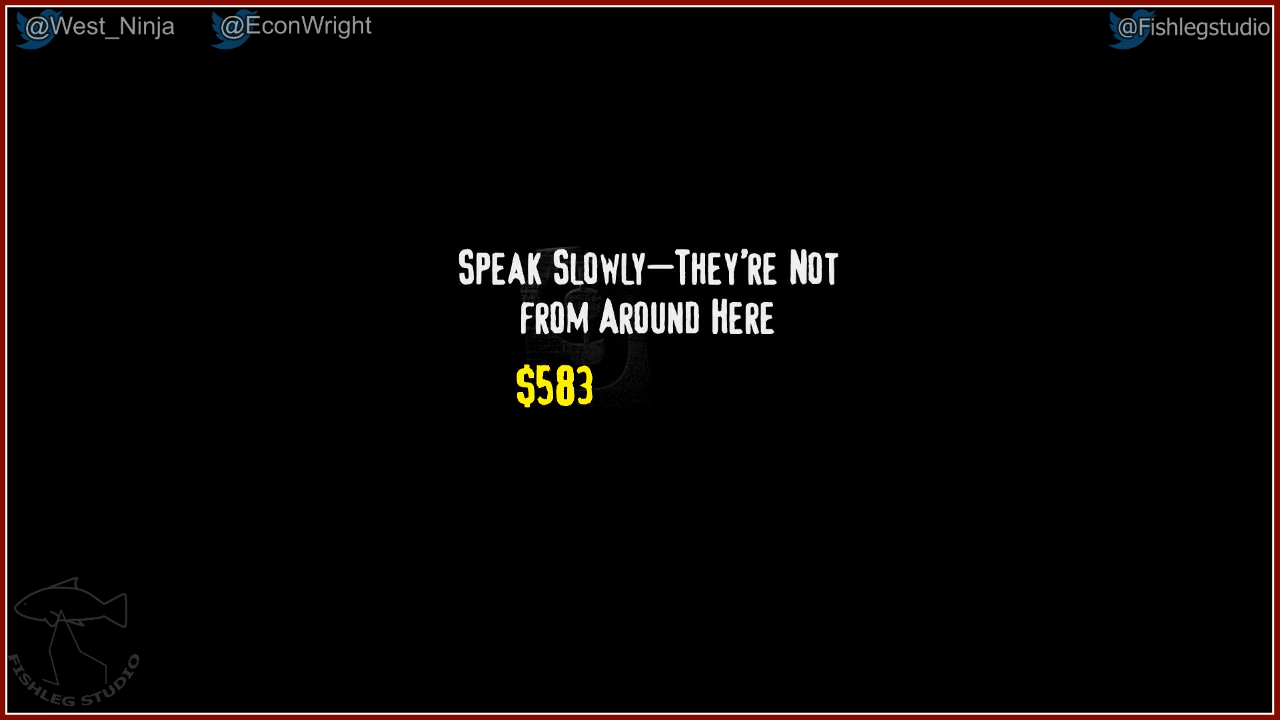 @West_Ninja @EconWright @Fishlegstudio
Speak Slowly—They're Not
from Around Here
$583
FISHLEG STUDIO